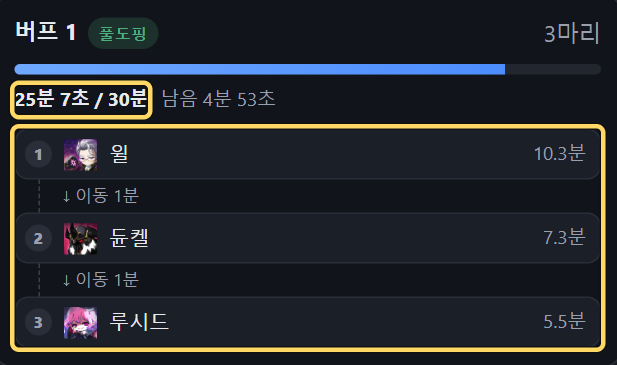 버프 1 풀도핑 3마리
25분 7초 / 30분 남음 4분 53초
1 윌 10.3분
↓ 이동 1분
2 듄켈 7.3분
↓ 이동 1분
3 루시드 5.5분